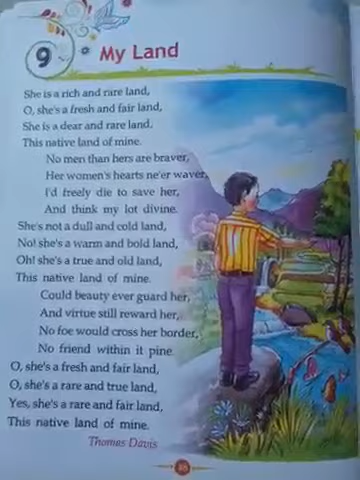 9
My Land
She is a rich and rare land,
O, she's a fresh and fair land,
She is a dear and rare land.
This native land of mine.
No men than hers are braver,
Her women's hearts ne'er waver,
I'd freely die to save her,
And think my lot divine.
She's not a dull and cold land,
No! she's a warm and bold land,
Oh! she's a true and old land,
This native land of mine.
Could beauty ever guard her,
And virtue still reward her,
No foe would cross her border,
No friend within it pine.
O, she's a fresh and fair land,
O, she's a rare and true land,
Yes, she's a rare and fair land,
This native land of mine.
Thomas Davis